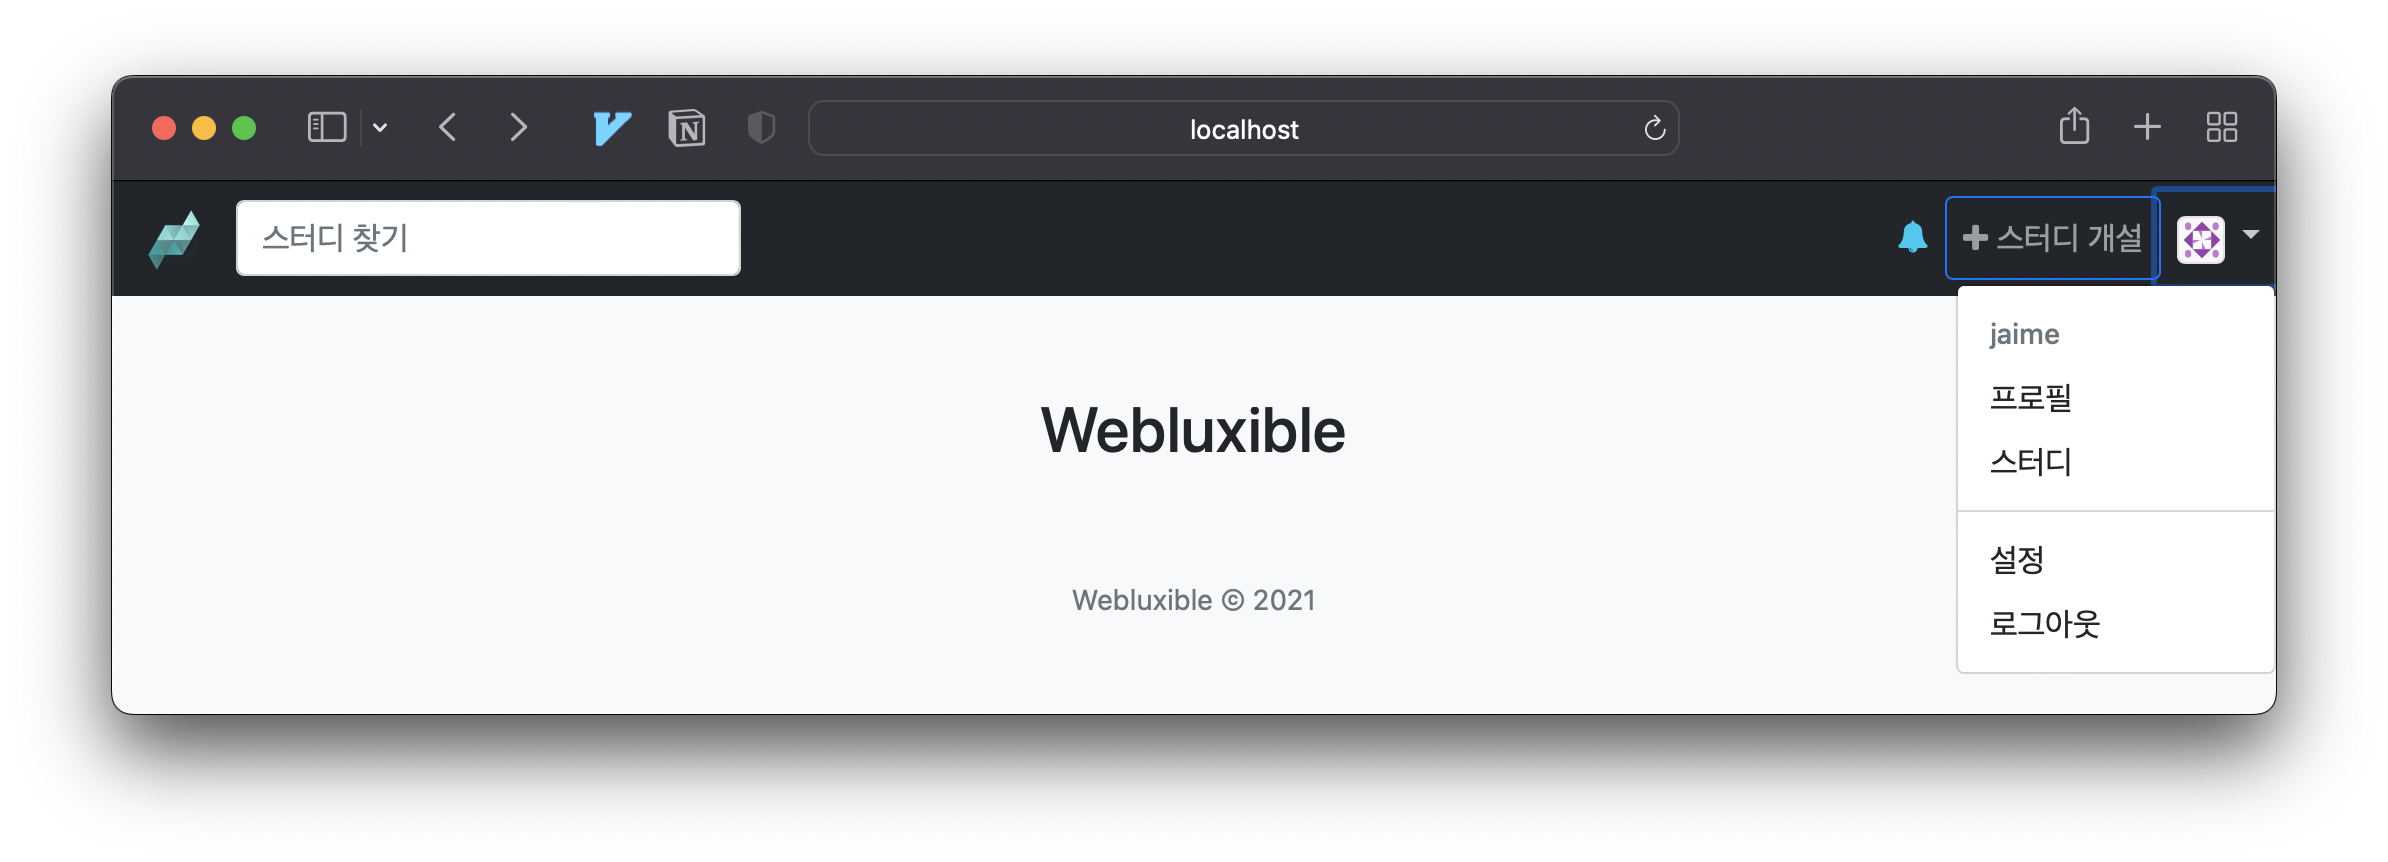 localhost
스터디 찾기
스터디 개설
jaime
프로필
스터디
설정
로그아웃
Webluxible
Webluxible © 2021